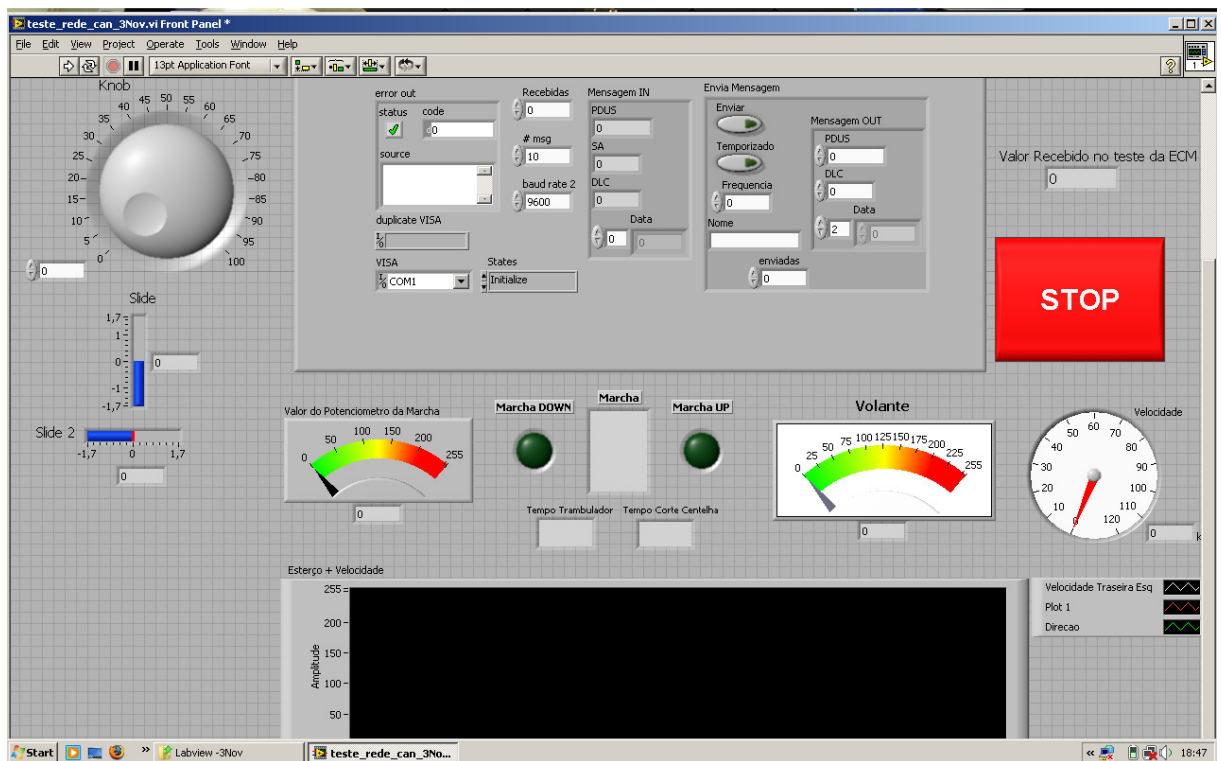 teste_rede_can_3Nov.vi Front Panel *
File Edit View Project Operate Tools Window Help
13pt Application Font
1
Knob
0 5 10 15 20 25 30 35 40 45 50 55 60 65 70 75 80 85 90 95 100
0
Slide
1,7
1
0
-1
-1,7
0
Slide 2
-1,7 0 1,7
0
error out
status code
0
source
duplicate VISA
VISA
COM1
States
Initialize
Recebidas
0
# msg
10
baud rate 2
9600
Mensagem IN
PDUS
0
SA
0
DLC
0
Data
0 0
Envia Mensagem
Enviar
Temporizado
Frequencia
0
Nome
enviadas
0
Mensagem OUT
PDUS
0
DLC
0
Data
2 0
Valor Recebido no teste da ECM
0
STOP
Valor do Potenciometro da Marcha
0 50 100 150 200 255
0
Marcha DOWN
Marcha
Marcha UP
Tempo Trambulador
Tempo Corte Centelha
Volante
0 25 50 75 100 125 150 175 200 225 255
0
Velocidade
0 10 20 30 40 50 60 70 80 90 100 110 120
0 k
Esterço + Velocidade
Amplitude
255
200
150
100
50
Velocidade Traseira Esq
Plot 1
Direcao
Start
» Labview -3Nov
teste_rede_can_3No...
« 18:47